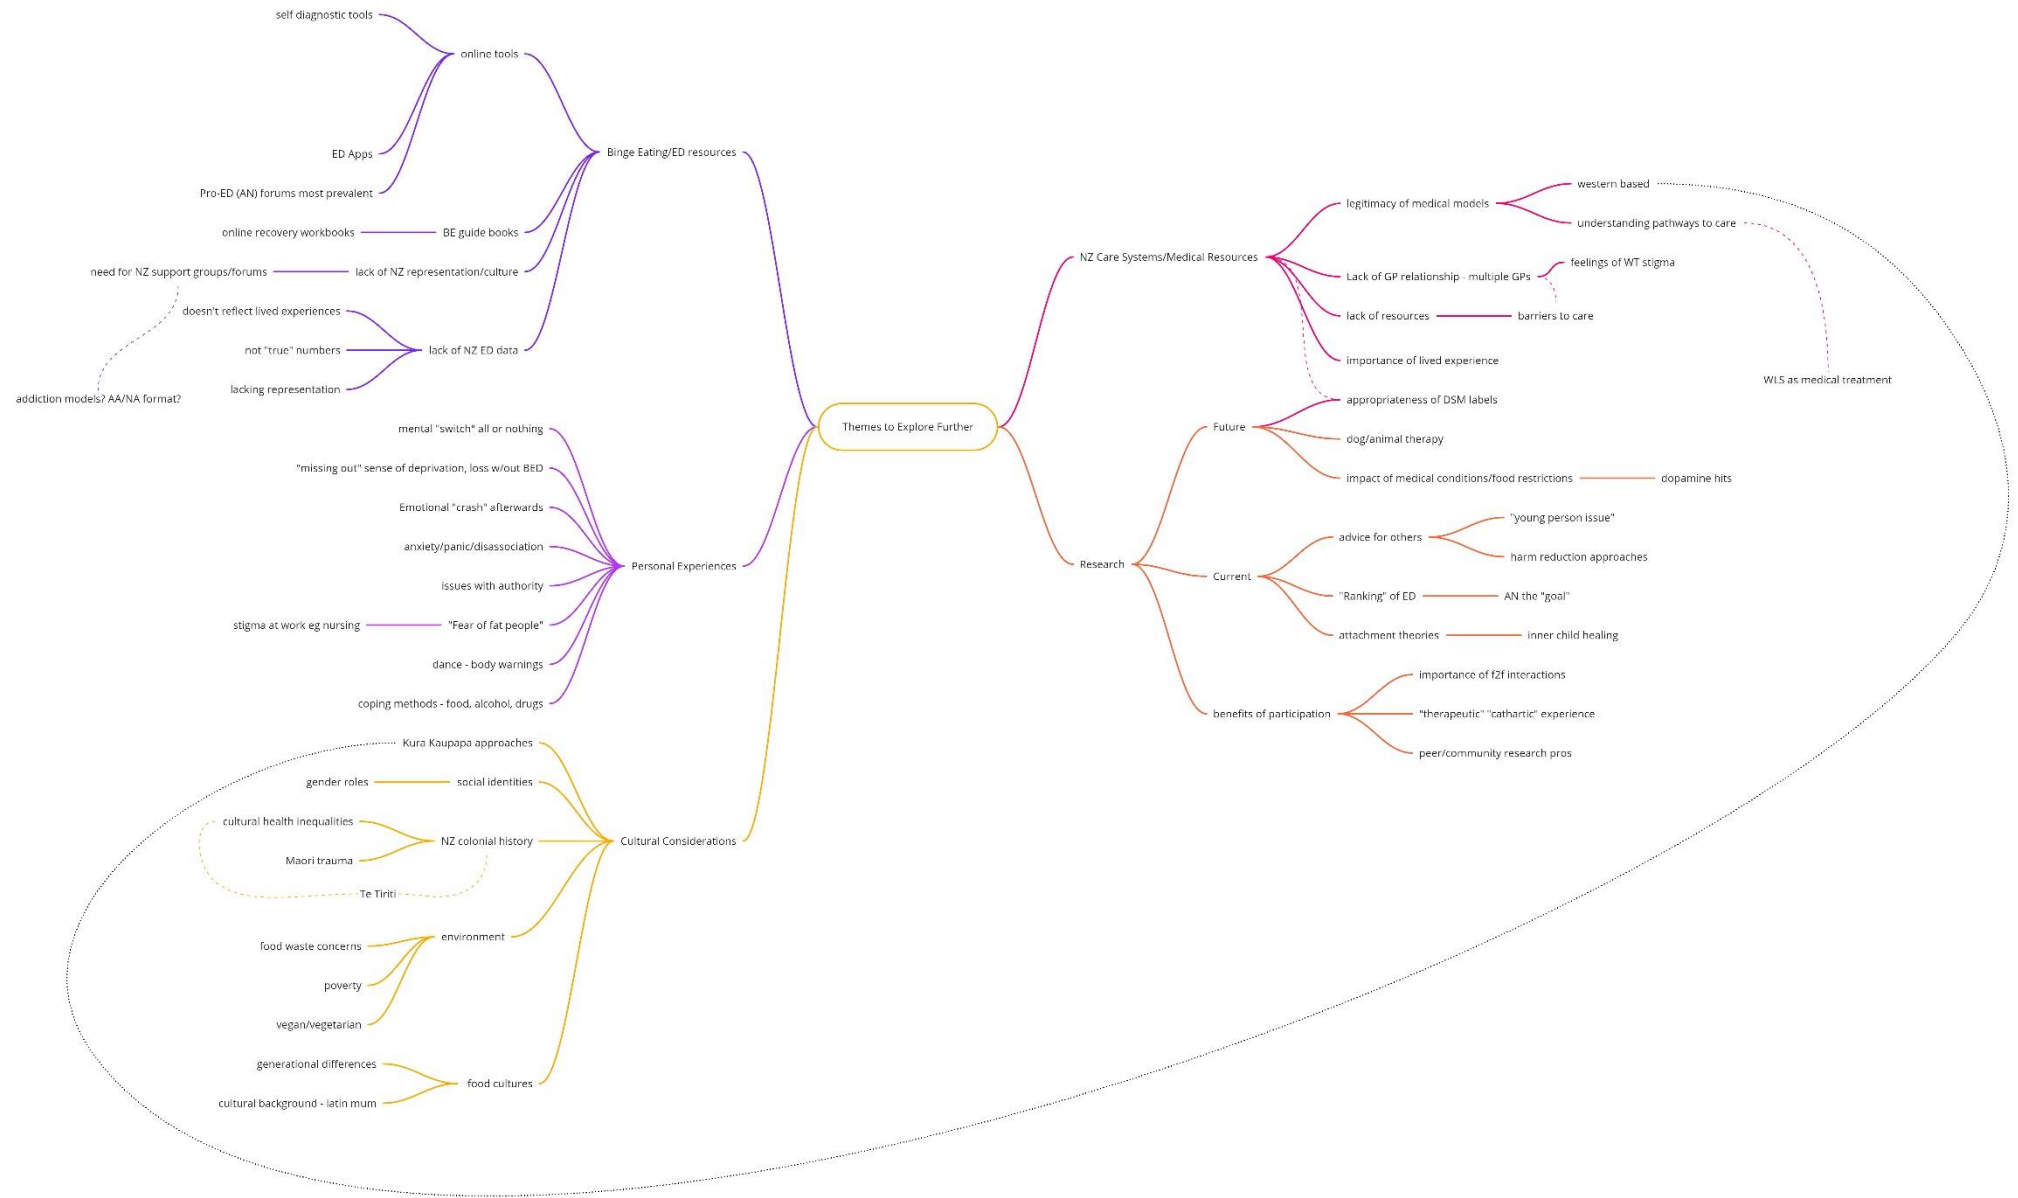 Themes to Explore Further
Binge Eating/ED resources
online tools
self diagnostic tools
ED Apps
Pro-ED (AN) forums most prevalent
BE guide books
online recovery workbooks
lack of NZ representation/culture
need for NZ support groups/forums
addiction models? AA/NA format?
lack of NZ ED data
doesn't reflect lived experiences
not "true" numbers
lacking representation
Personal Experiences
mental "switch" all or nothing
"missing out" sense of deprivation, loss w/out BED
Emotional "crash" afterwards
anxiety/panic/disassociation
issues with authority
"Fear of fat people"
stigma at work eg nursing
dance - body warnings
coping methods - food, alcohol, drugs
Cultural Considerations
Kura Kaupapa approaches
social identities
gender roles
NZ colonial history
cultural health inequalities
Maori trauma
Te Tiriti
environment
food waste concerns
poverty
vegan/vegetarian
food cultures
generational differences
cultural background - latin mum
NZ Care Systems/Medical Resources
legitimacy of medical models
western based
understanding pathways to care
WLS as medical treatment
Lack of GP relationship - multiple GPs
feelings of WT stigma
lack of resources
barriers to care
importance of lived experience
appropriateness of DSM labels
Research
Future
dog/animal therapy
impact of medical conditions/food restrictions
dopamine hits
Current
advice for others
"young person issue"
harm reduction approaches
"Ranking" of ED
AN the "goal"
attachment theories
inner child healing
benefits of participation
importance of f2f interactions
"therapeutic" "cathartic" experience
peer/community research pros